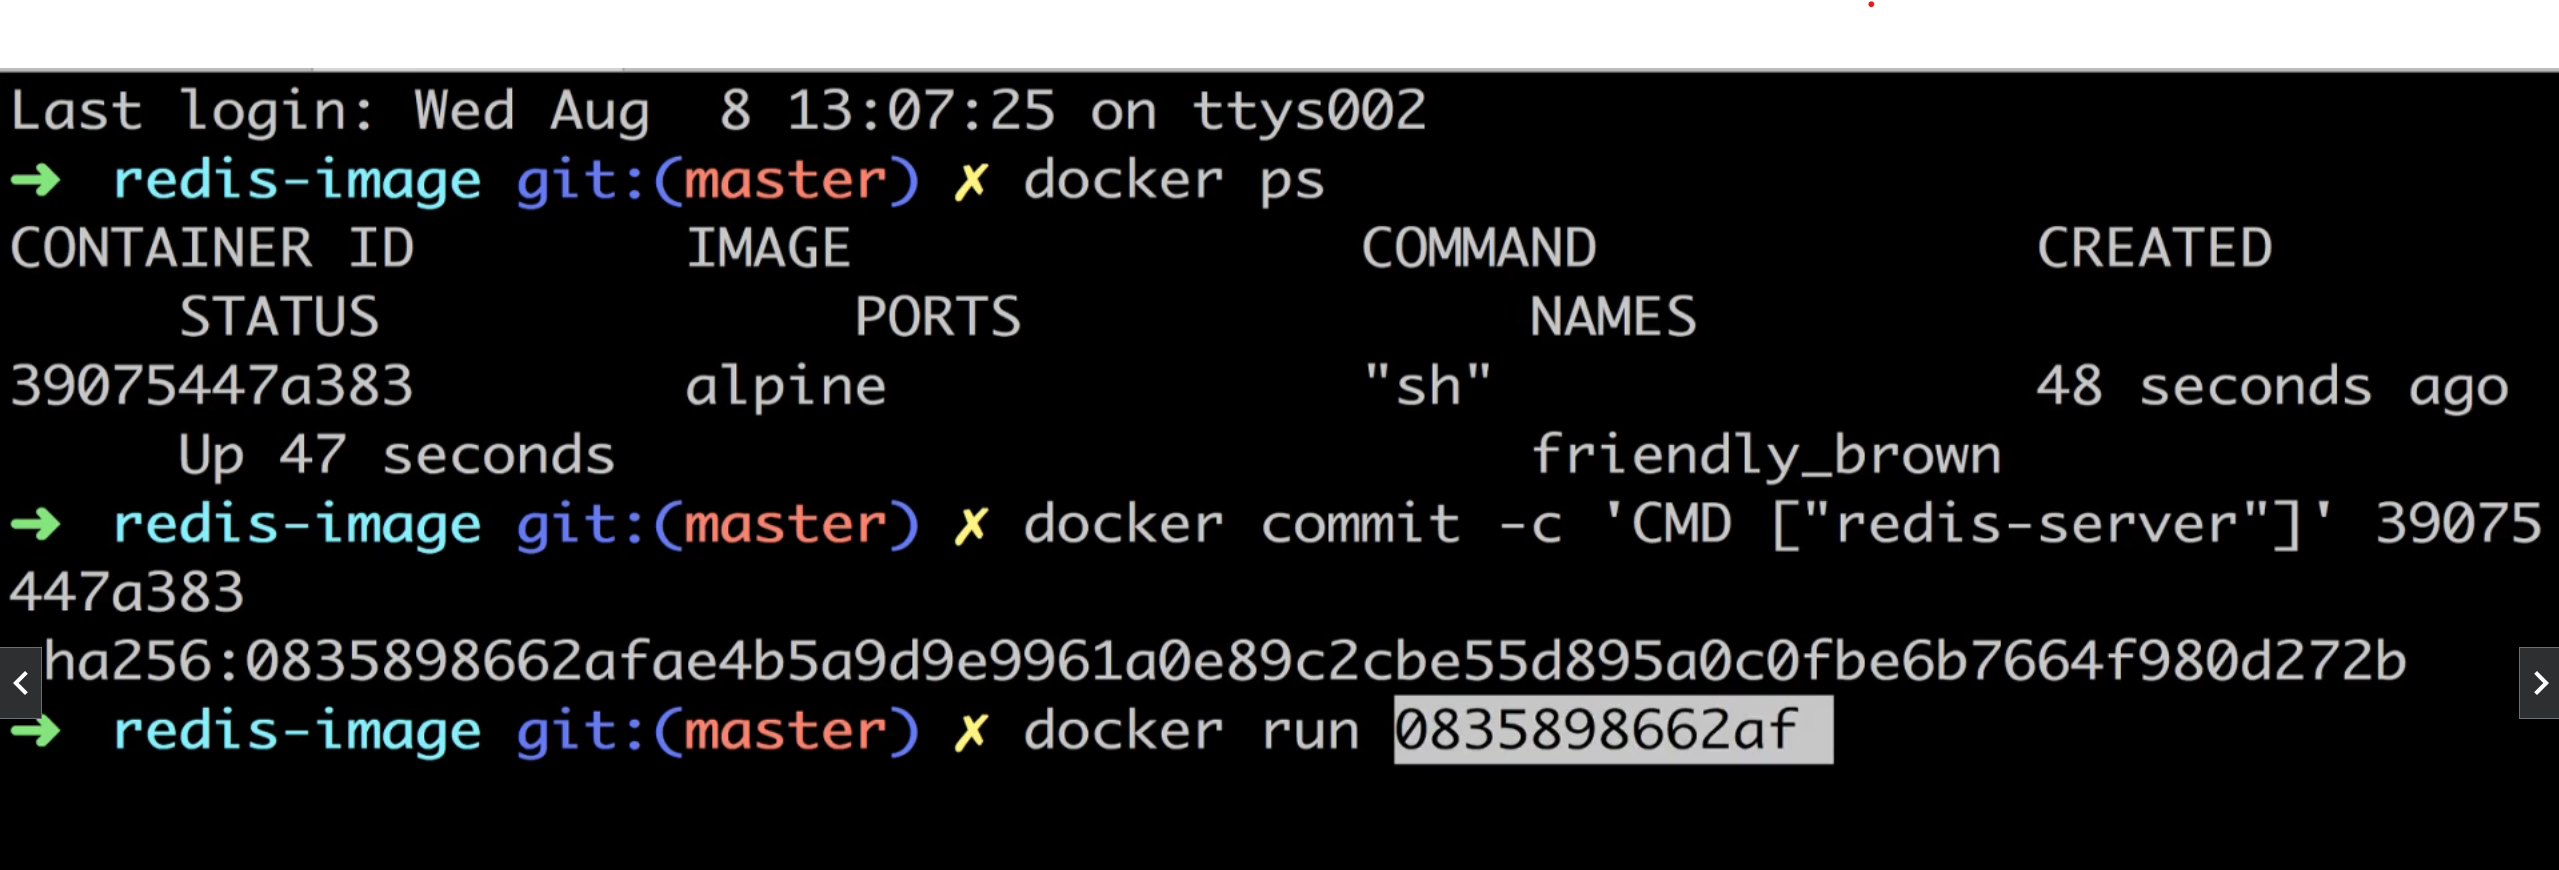 Last login: Wed Aug  8 13:07:25 on ttys002
➜  redis-image git:(master) ✗ docker ps
CONTAINER ID        IMAGE               COMMAND             CREATED
     STATUS              PORTS               NAMES
39075447a383        alpine              "sh"                48 seconds ago
     Up 47 seconds                           friendly_brown
➜  redis-image git:(master) ✗ docker commit -c 'CMD ["redis-server"]' 39075
447a383
ha256:0835898662afae4b5a9d9e9961a0e89c2cbe55d895a0c0fbe6b7664f980d272b
➜  redis-image git:(master) ✗ docker run 0835898662af